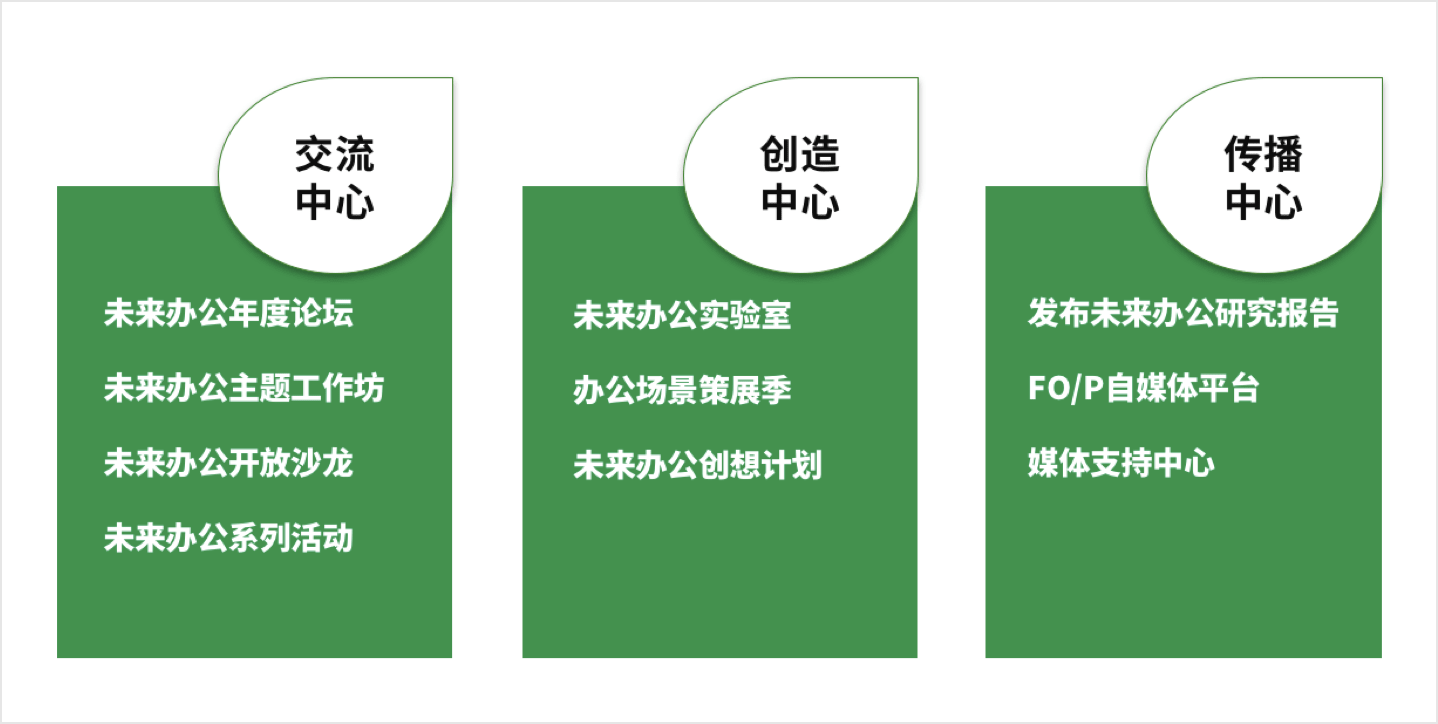 交流
中心
未来办公年度论坛
未来办公主题工作坊
未来办公开放沙龙
未来办公系列活动
创造
中心
未来办公实验室
办公场景策展季
未来办公创想计划
传播
中心
发布未来办公研究报告
FO/P自媒体平台
媒体支持中心